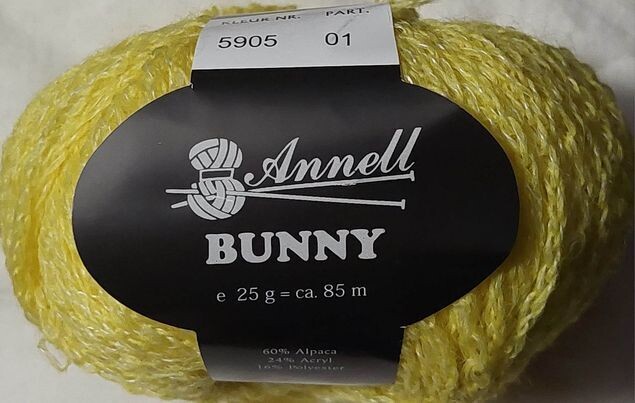 KLEUR NR. PART.
5905 01
Annell
BUNNY
e 25 g = ca. 85 m
60% Alpaca
24% Acryl
16% Polyester